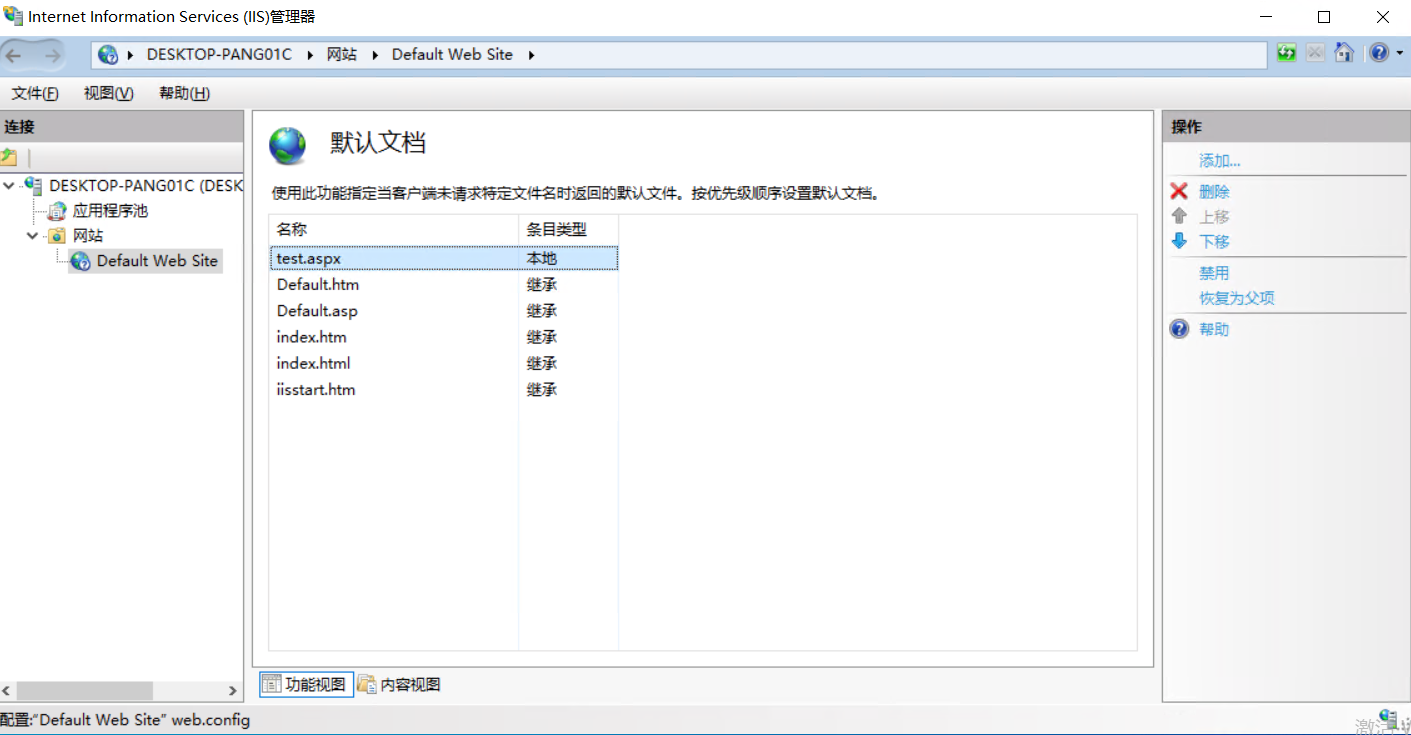 Internet Information Services (IIS)管理器
DESKTOP-PANG01C 网站 Default Web Site
文件(F) 视图(V) 帮助(H)
连接
DESKTOP-PANG01C (DESK
应用程序池
网站
Default Web Site
默认文档
使用此功能指定当客户端未请求特定文件名时返回的默认文件。按优先级顺序设置默认文档。
名称 条目类型
test.aspx 本地
Default.htm 继承
Default.asp 继承
index.htm 继承
index.html 继承
iisstart.htm 继承
功能视图 内容视图
操作
添加...
删除
上移
下移
禁用
恢复为父项
帮助
配置:“Default Web Site” web.config
激活